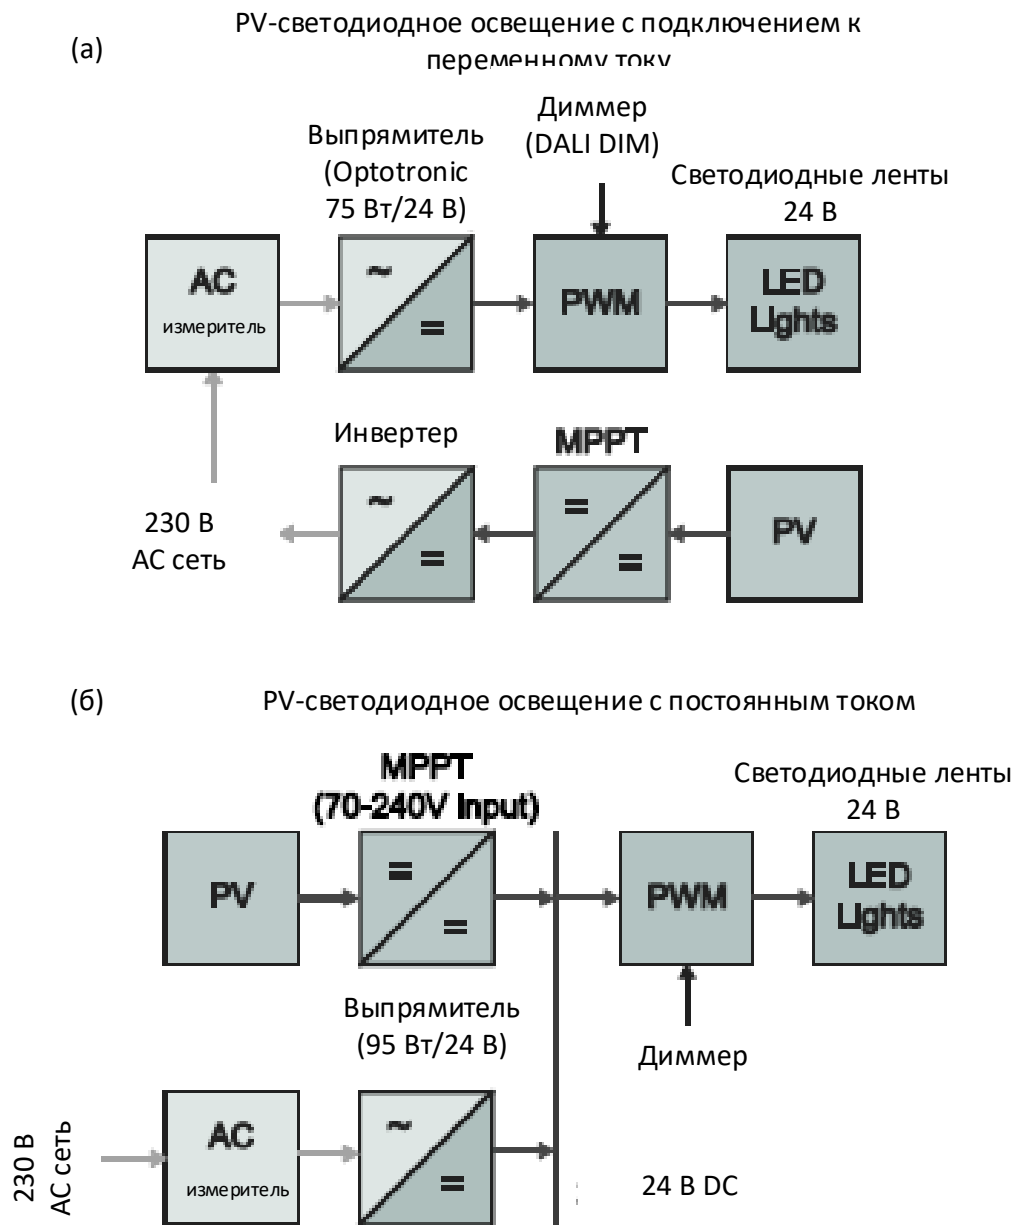 (а)
PV-светодиодное освещение с подключением к
переменному току
Диммер
(DALI DIM)
Выпрямитель
(Optotronic
75 Вт/24 В)
Светодиодные ленты
24 В
AC
измеритель
~
=
PWM
LED
Lights
Инвертер
MPPT
230 В
АС сеть
~
=
=
=
PV
(б)
PV-светодиодное освещение с постоянным током
MPPT
(70-240V Input)
Светодиодные ленты
24 В
PV
=
=
PWM
LED
Lights
Выпрямитель
(95 Вт/24 В)
Диммер
230 В
АС сеть
AC
измеритель
~
=
24 В DC